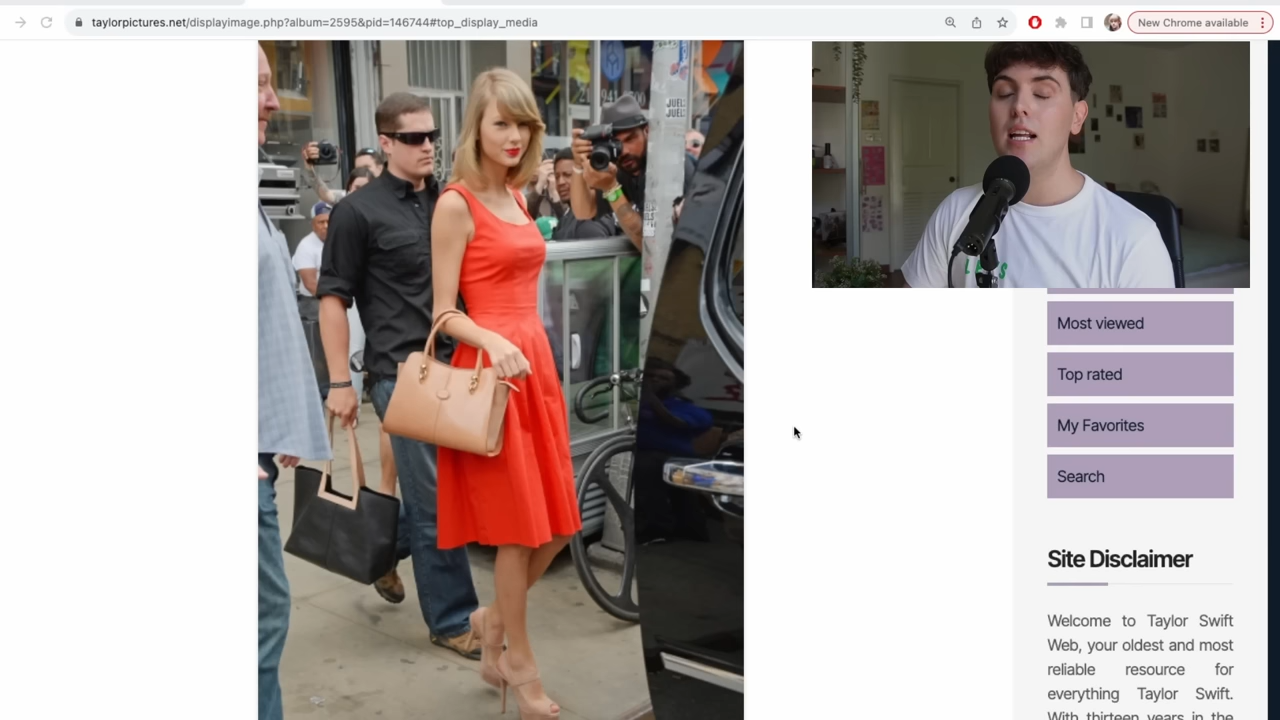 taylorpictures.net/displayimage.php?album=2595&pid=146744#top_display_media
New Chrome available
JUEL:
JUEL:
Most viewed
Top rated
My Favorites
Search
Site Disclaimer
Welcome to Taylor Swift
Web, your oldest and most
reliable resource for
everything Taylor Swift.
With thirteen years in the